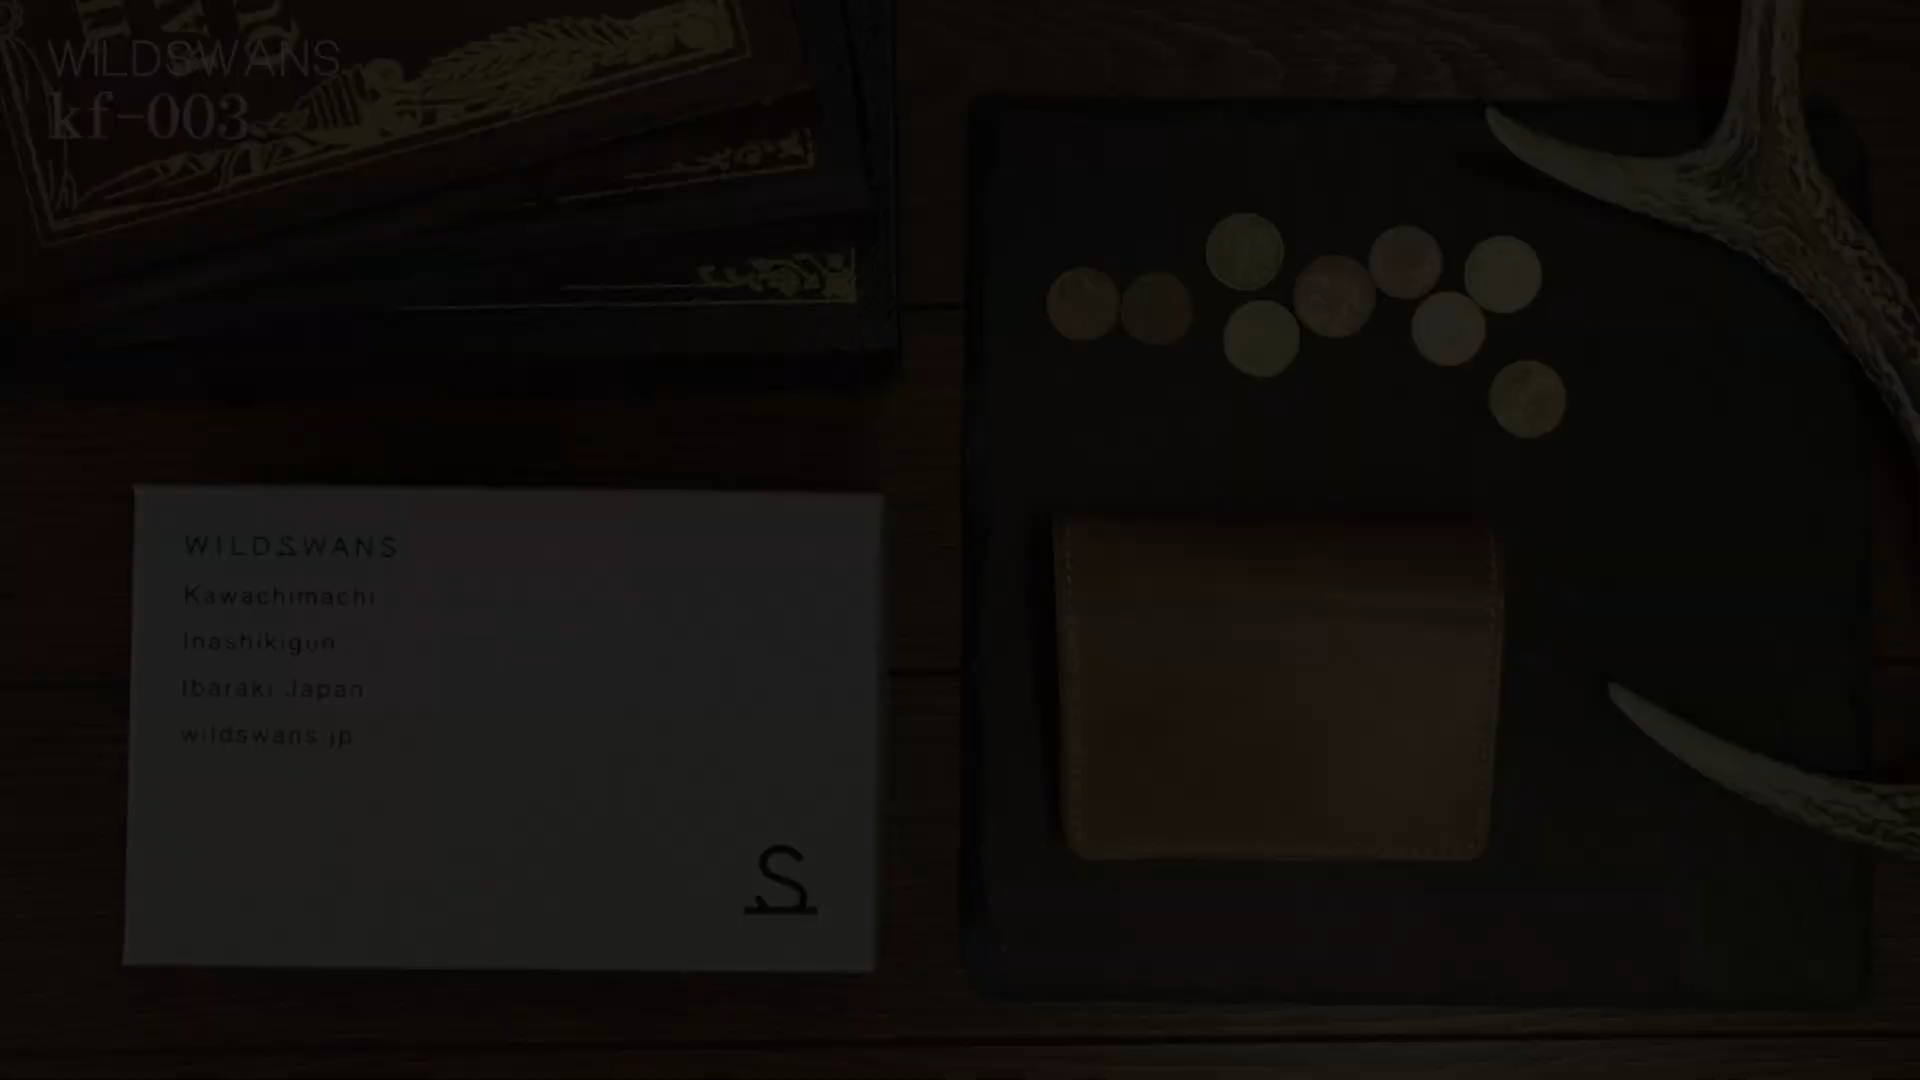 WILDSWANS
kf-003
WILDSWANS
Kawachimachi
Inashikigun
Ibaraki Japan
wildswans.jp
S